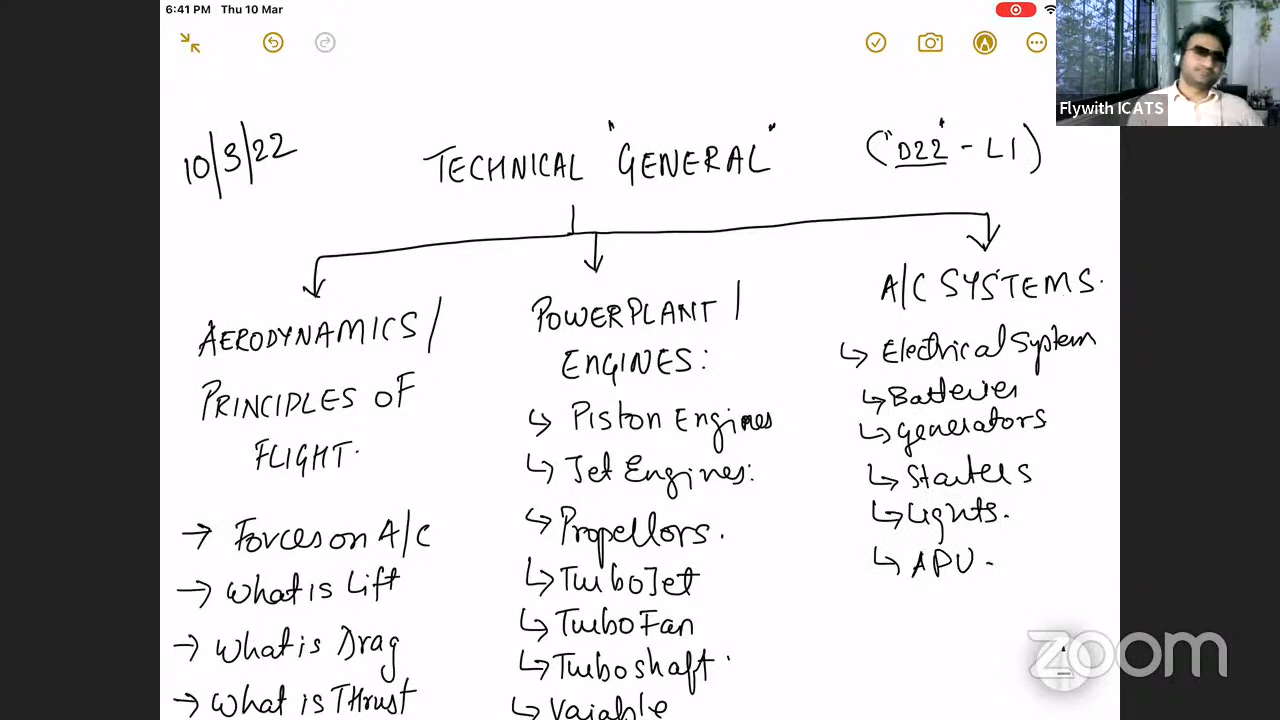 6:41 PM Thu 10 Mar
Flywith ICATS
10/3/22
TECHNICAL "GENERAL"
("D22" - L1)
AERODYNAMICS/
PRINCIPLES OF
FLIGHT.
→ Forces on A/C
→ What is Lift
→ What is Drag
→ What is Thrust
POWERPLANT/
ENGINES:
↳ Piston Engines
↳ Jet Engines:
↳ Propellors.
↳ TurboJet
↳ TurboFan
↳ Turboshaft.
↳ Vaiable
A/C SYSTEMS.
↳ Electrical System
↳ Batteries
↳ Generators
↳ Starters
↳ Lights.
↳ APU.
zoom